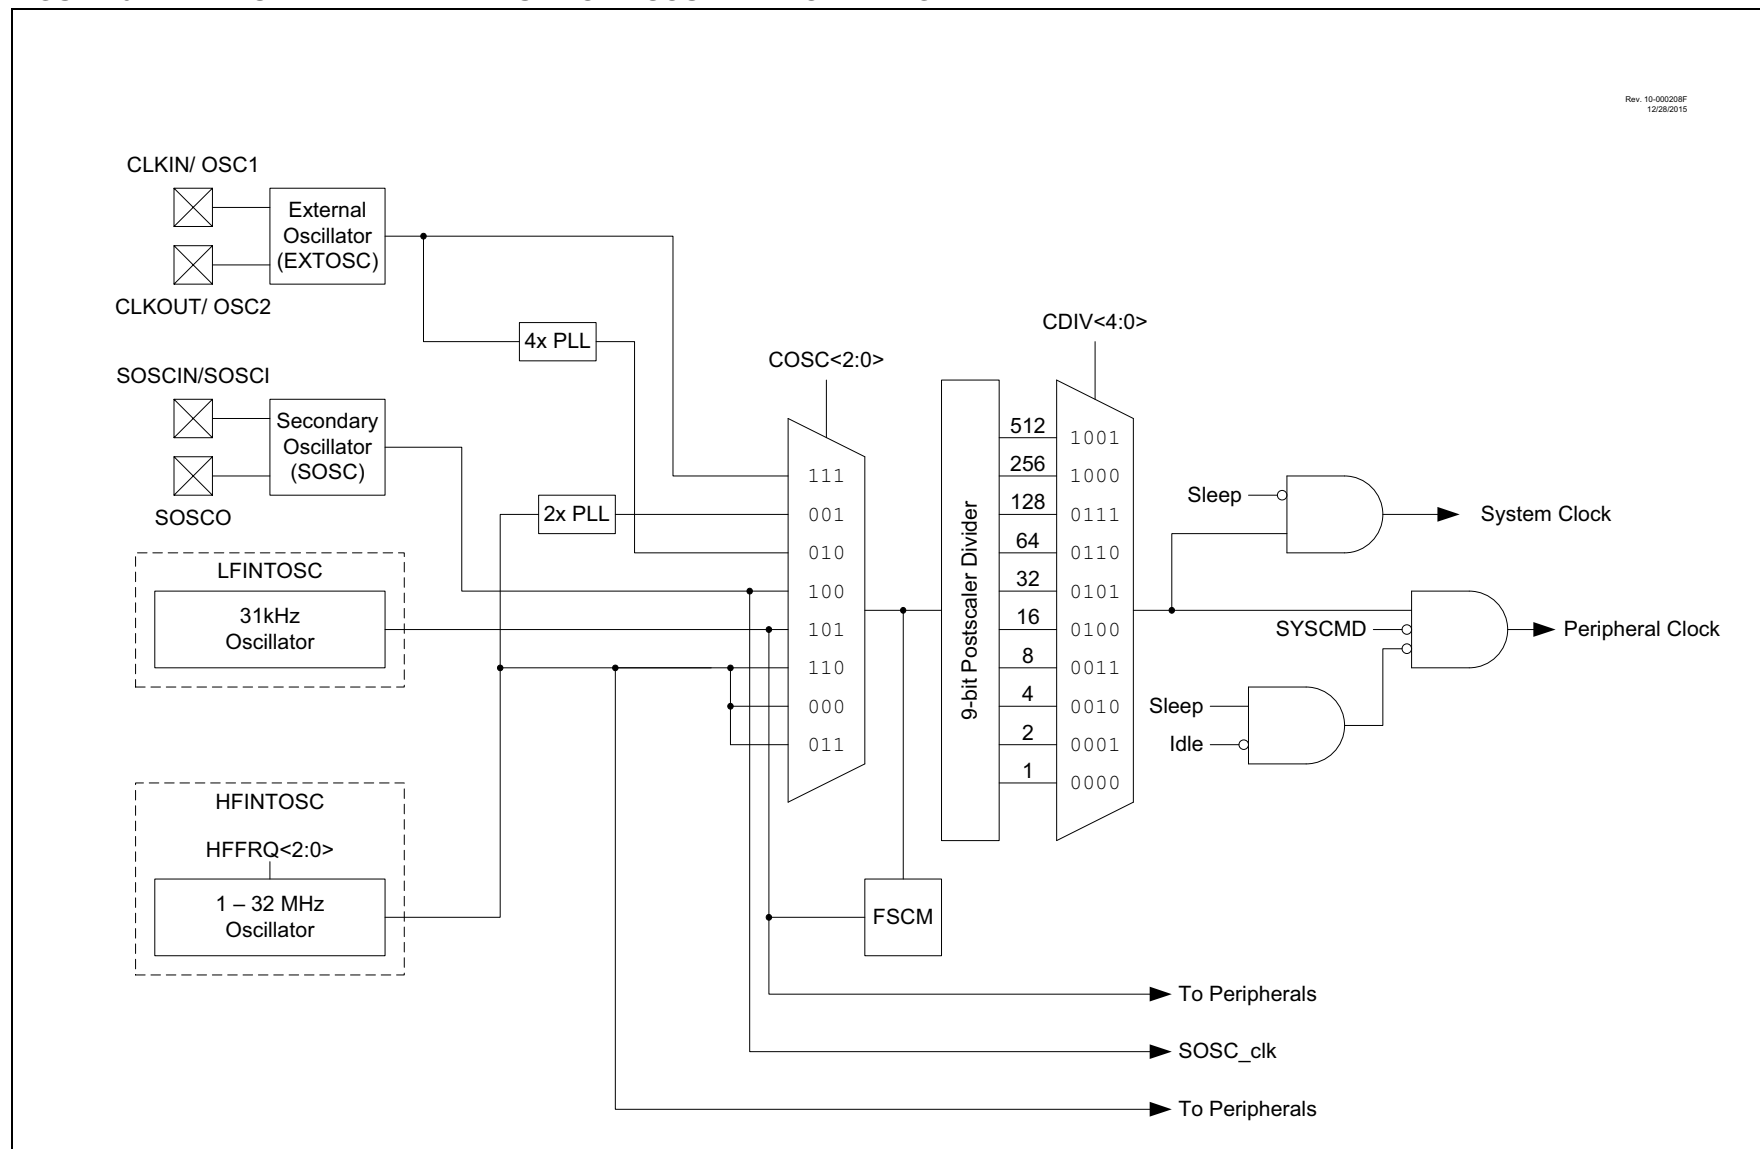 Rev. 10-000208F
12/28/2015
CLKIN/ OSC1
External
Oscillator
(EXTOSC)
CLKOUT/ OSC2
4x PLL
CDIV<4:0>
COSC<2:0>
SOSCIN/SOSCI
Secondary
Oscillator
(SOSC)
SOSCO
2x PLL
LFINTOSC
31kHz
Oscillator
HFINTOSC
HFFRQ<2:0>
1 – 32 MHz
Oscillator
111
001
010
100
101
110
000
011
FSCM
9-bit Postscaler Divider
512
256
128
64
32
16
8
4
2
1
1001
1000
0111
0110
0101
0100
0011
0010
0001
0000
Sleep
System Clock
SYSCMD
Peripheral Clock
Sleep
Idle
To Peripherals
SOSC_clk
To Peripherals